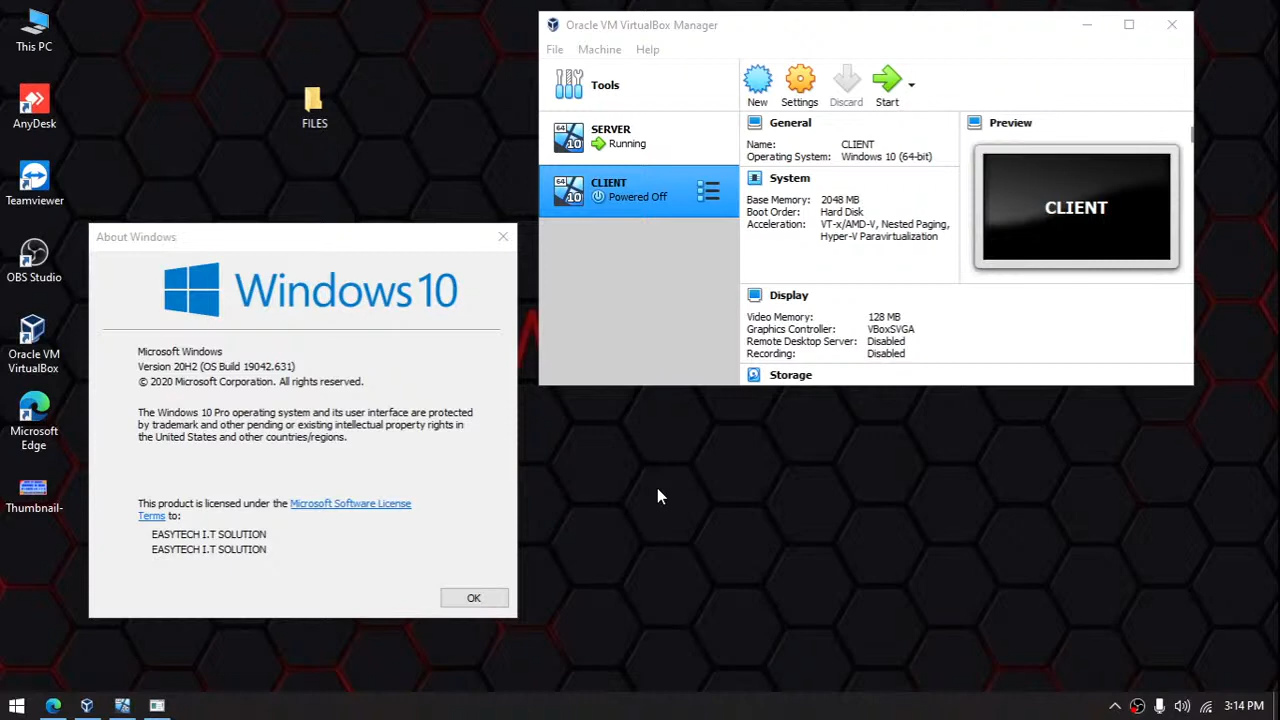 This PC
AnyDesk
Teamviewer
OBS Studio
Oracle VM
VirtualBox
Microsoft
Edge
Thumbnail-
FILES
About Windows
Windows 10
Microsoft Windows
Version 20H2 (OS Build 19042.631)
© 2020 Microsoft Corporation. All rights reserved.
The Windows 10 Pro operating system and its user interface are protected
by trademark and other pending or existing intellectual property rights in
the United States and other countries/regions.
This product is licensed under the Microsoft Software License
Terms to:
EASYTECH I.T SOLUTION
EASYTECH I.T SOLUTION
OK
Oracle VM VirtualBox Manager
File Machine Help
Tools
New Settings Discard Start
64 10 SERVER
Running
64 10 CLIENT
Powered Off
General
Name: CLIENT
Operating System: Windows 10 (64-bit)
System
Base Memory: 2048 MB
Boot Order: Hard Disk
Acceleration: VT-x/AMD-V, Nested Paging,
Hyper-V Paravirtualization
Preview
CLIENT
Display
Video Memory: 128 MB
Graphics Controller: VBoxSVGA
Remote Desktop Server: Disabled
Recording: Disabled
Storage
3:14 PM